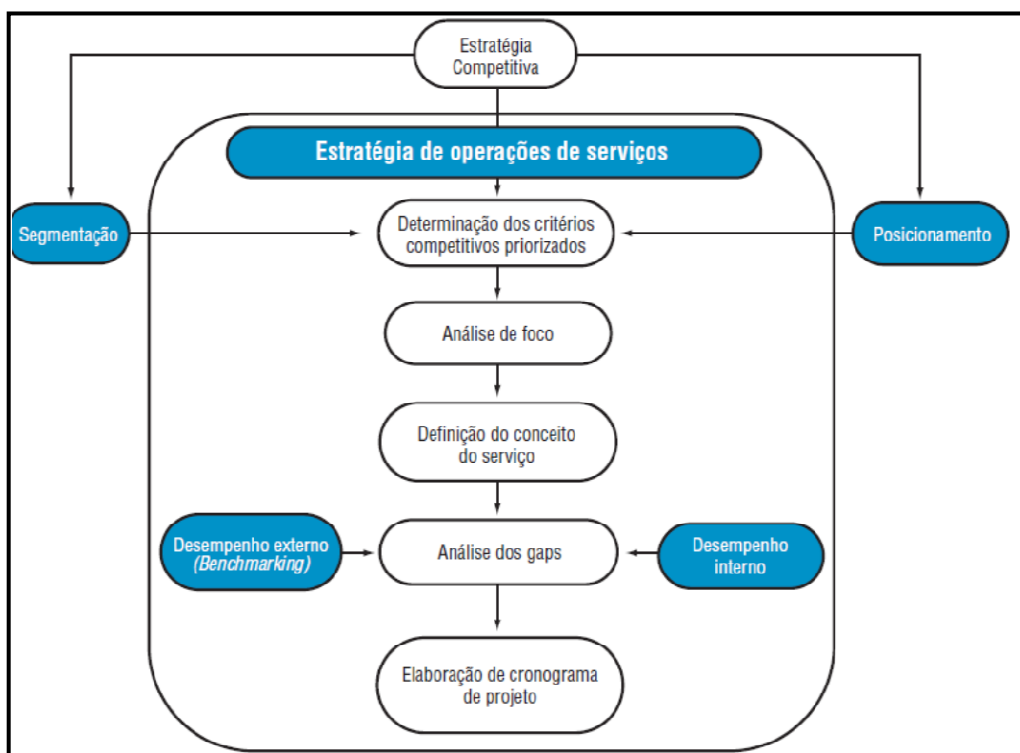 Estratégia
Competitiva
Estratégia de operações de serviços
Segmentação
Determinação dos critérios
competitivos priorizados
Posicionamento
Análise de foco
Definição do conceito
do serviço
Desempenho externo
(Benchmarking)
Análise dos gaps
Desempenho
interno
Elaboração de cronograma
de projeto